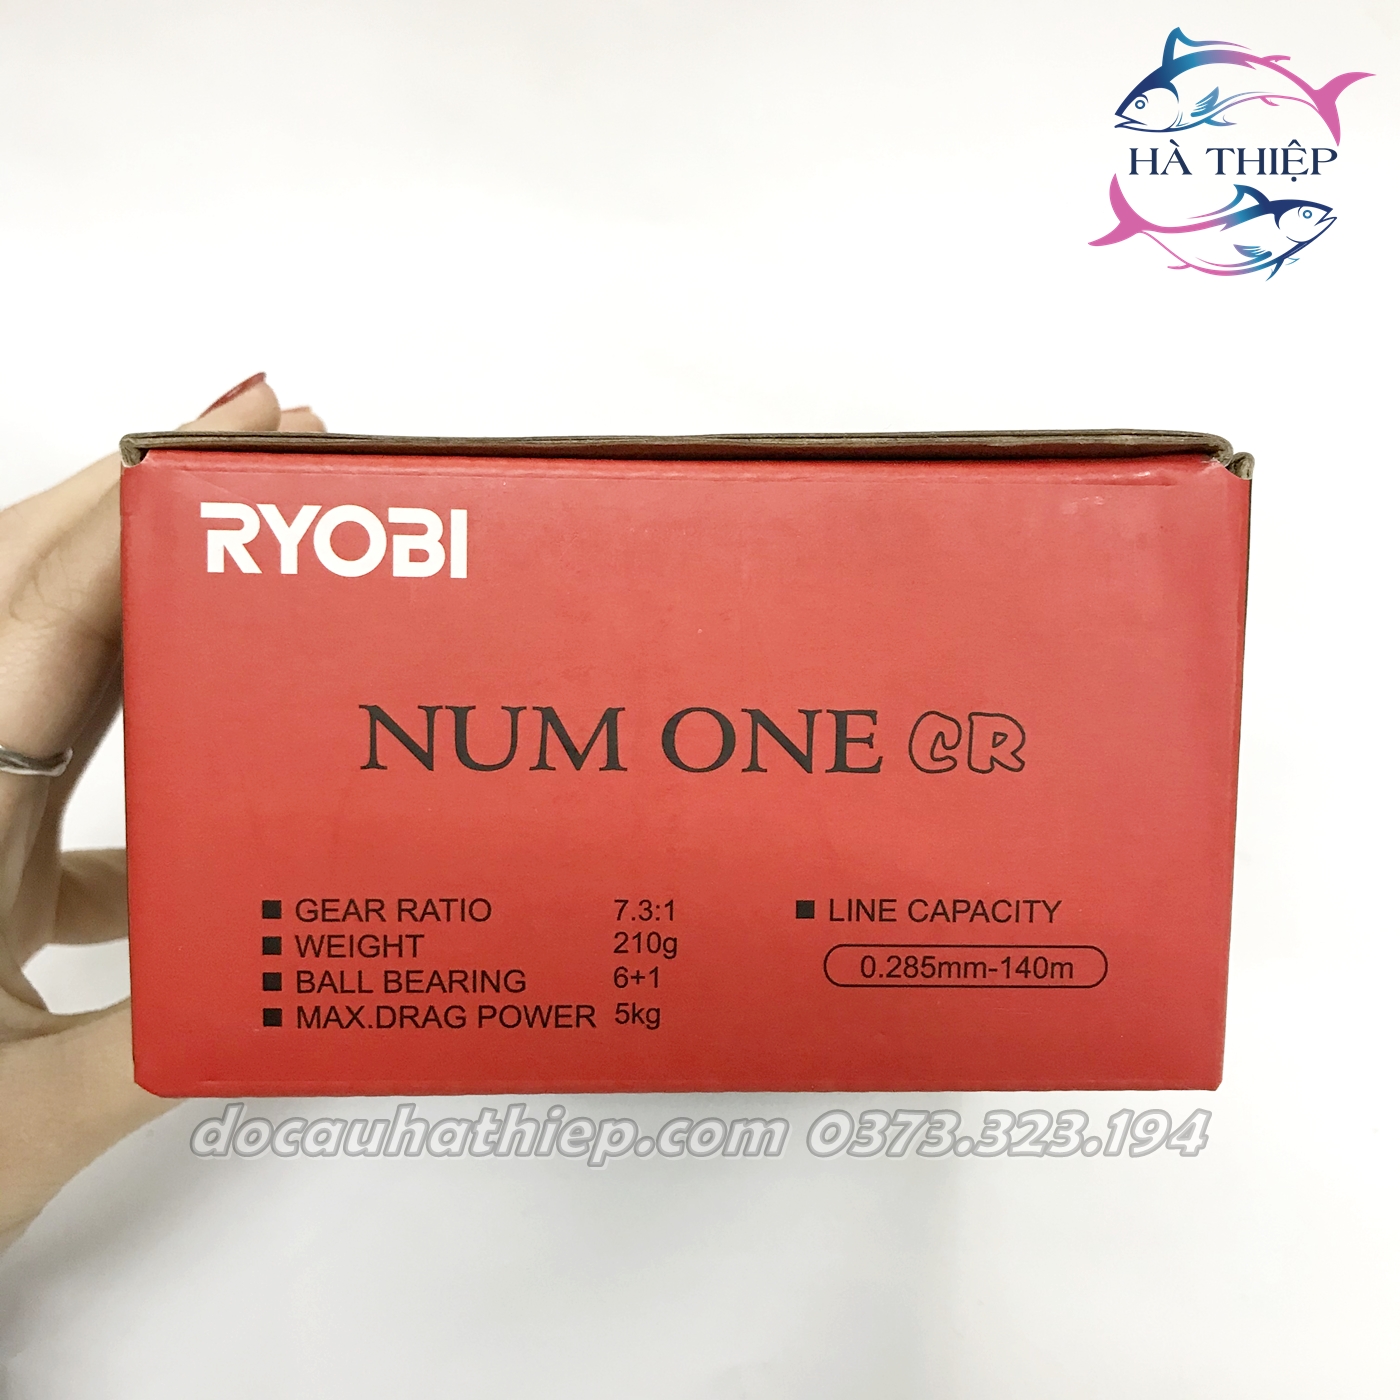 HÀ THIỆP
RYOBI
NUM ONE CR
■ GEAR RATIO 7.3:1
■ WEIGHT 210g
■ BALL BEARING 6+1
■ MAX.DRAG POWER 5kg
■ LINE CAPACITY
0.285mm-140m
docauhathiep.com 0373.323.194